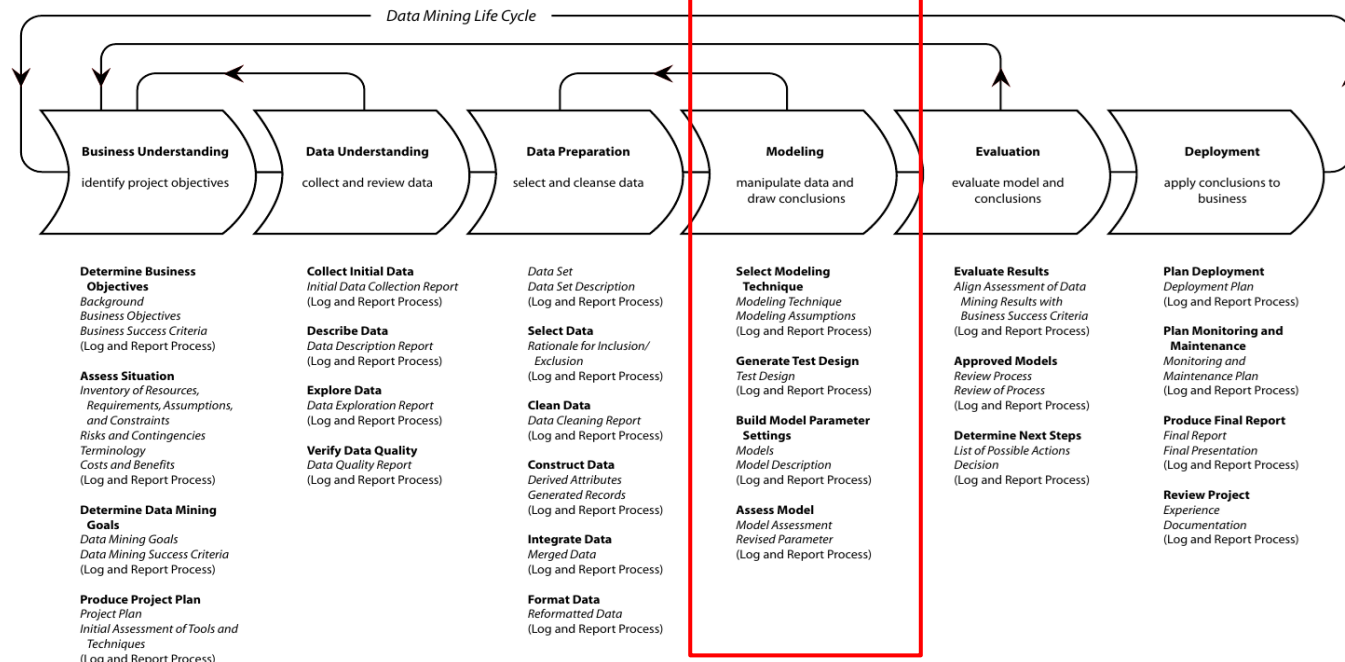 Data Mining Life Cycle
Business Understanding
identify project objectives
Data Understanding
collect and review data
Data Preparation
select and cleanse data
Modeling
manipulate data and
draw conclusions
Evaluation
evaluate model and
conclusions
Deployment
apply conclusions to
business
Determine Business
Objectives
Background
Business Objectives
Business Success Criteria
(Log and Report Process)
Assess Situation
Inventory of Resources,
Requirements, Assumptions,
and Constraints
Risks and Contingencies
Terminology
Costs and Benefits
(Log and Report Process)
Determine Data Mining
Goals
Data Mining Goals
Data Mining Success Criteria
(Log and Report Process)
Produce Project Plan
Project Plan
Initial Assessment of Tools and
Techniques
(Log and Report Process)
Collect Initial Data
Initial Data Collection Report
(Log and Report Process)
Describe Data
Data Description Report
(Log and Report Process)
Explore Data
Data Exploration Report
(Log and Report Process)
Verify Data Quality
Data Quality Report
(Log and Report Process)
Data Set
Data Set Description
(Log and Report Process)
Select Data
Rationale for Inclusion/
Exclusion
(Log and Report Process)
Clean Data
Data Cleaning Report
(Log and Report Process)
Construct Data
Derived Attributes
Generated Records
(Log and Report Process)
Integrate Data
Merged Data
(Log and Report Process)
Format Data
Reformatted Data
(Log and Report Process)
Select Modeling
Technique
Modeling Technique
Modeling Assumptions
(Log and Report Process)
Generate Test Design
Test Design
(Log and Report Process)
Build Model Parameter
Settings
Models
Model Description
(Log and Report Process)
Assess Model
Model Assessment
Revised Parameter
(Log and Report Process)
Evaluate Results
Align Assessment of Data
Mining Results with
Business Success Criteria
(Log and Report Process)
Approved Models
Review Process
Review of Process
(Log and Report Process)
Determine Next Steps
List of Possible Actions
Decision
(Log and Report Process)
Plan Deployment
Deployment Plan
(Log and Report Process)
Plan Monitoring and
Maintenance
Monitoring and
Maintenance Plan
(Log and Report Process)
Produce Final Report
Final Report
Final Presentation
(Log and Report Process)
Review Project
Experience
Documentation
(Log and Report Process)